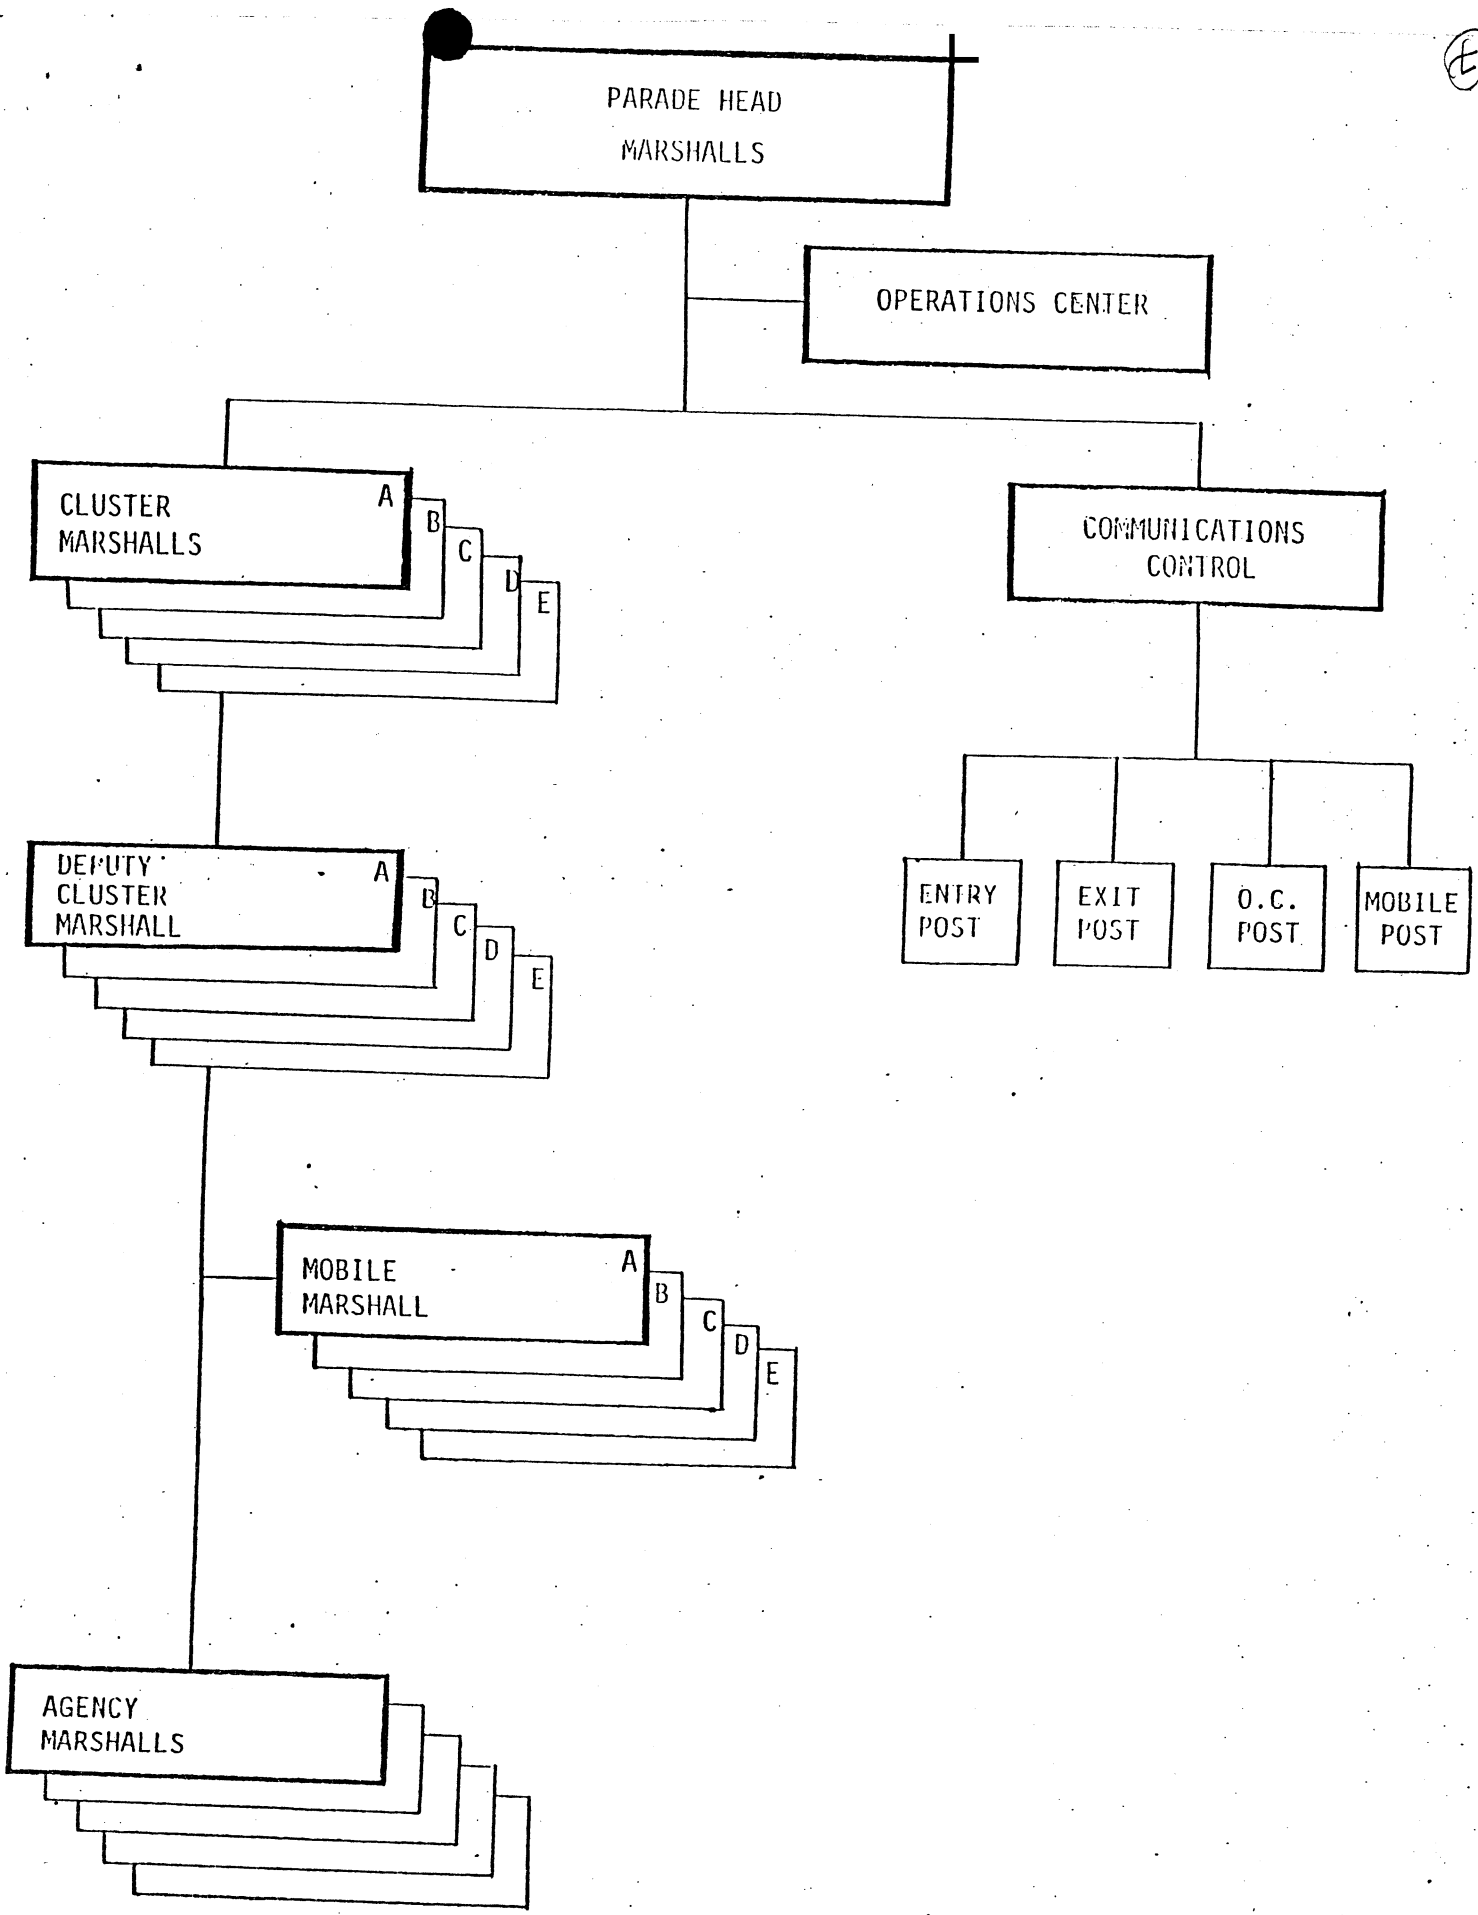 PARADE HEAD
MARSHALLS
OPERATIONS CENTER
CLUSTER
MARSHALLS
A
B
C
D
E
COMMUNICATIONS
CONTROL
DEPUTY
CLUSTER
MARSHALL
A
B
C
D
E
ENTRY
POST
EXIT
POST
O.C.
POST
MOBILE
POST
MOBILE
MARSHALL
A
B
C
D
E
AGENCY
MARSHALLS